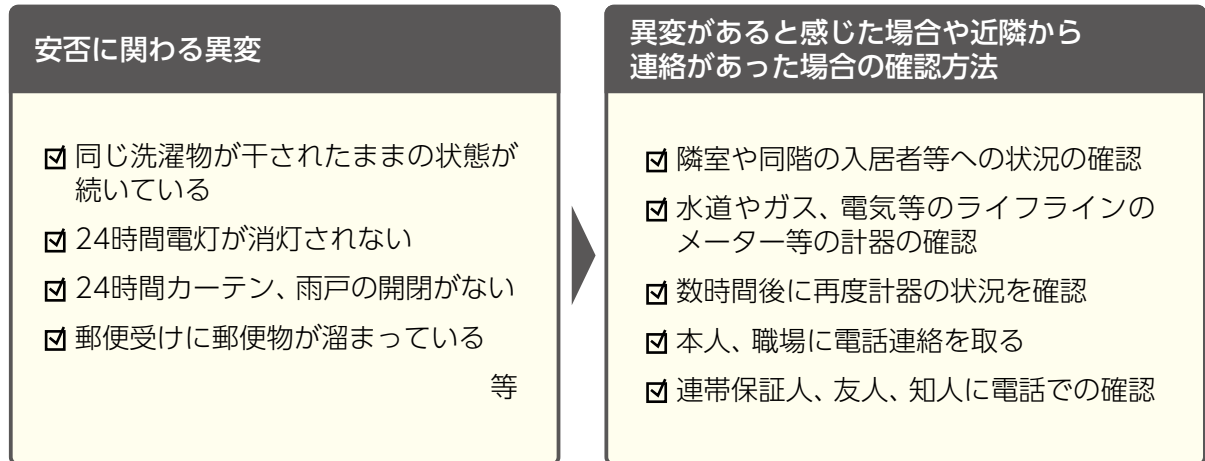 安否に関わる異変
☑ 同じ洗濯物が干されたままの状態が
続いている
☑ 24時間電灯が消灯されない
☑ 24時間カーテン、雨戸の開閉がない
☑ 郵便受けに郵便物が溜まっている
等
異変があると感じた場合や近隣から
連絡があった場合の確認方法
☑ 隣室や同階の入居者等への状況の確認
☑ 水道やガス、電気等のライフラインの
メーター等の計器の確認
☑ 数時間後に再度計器の状況を確認
☑ 本人、職場に電話連絡を取る
☑ 連帯保証人、友人、知人に電話での確認